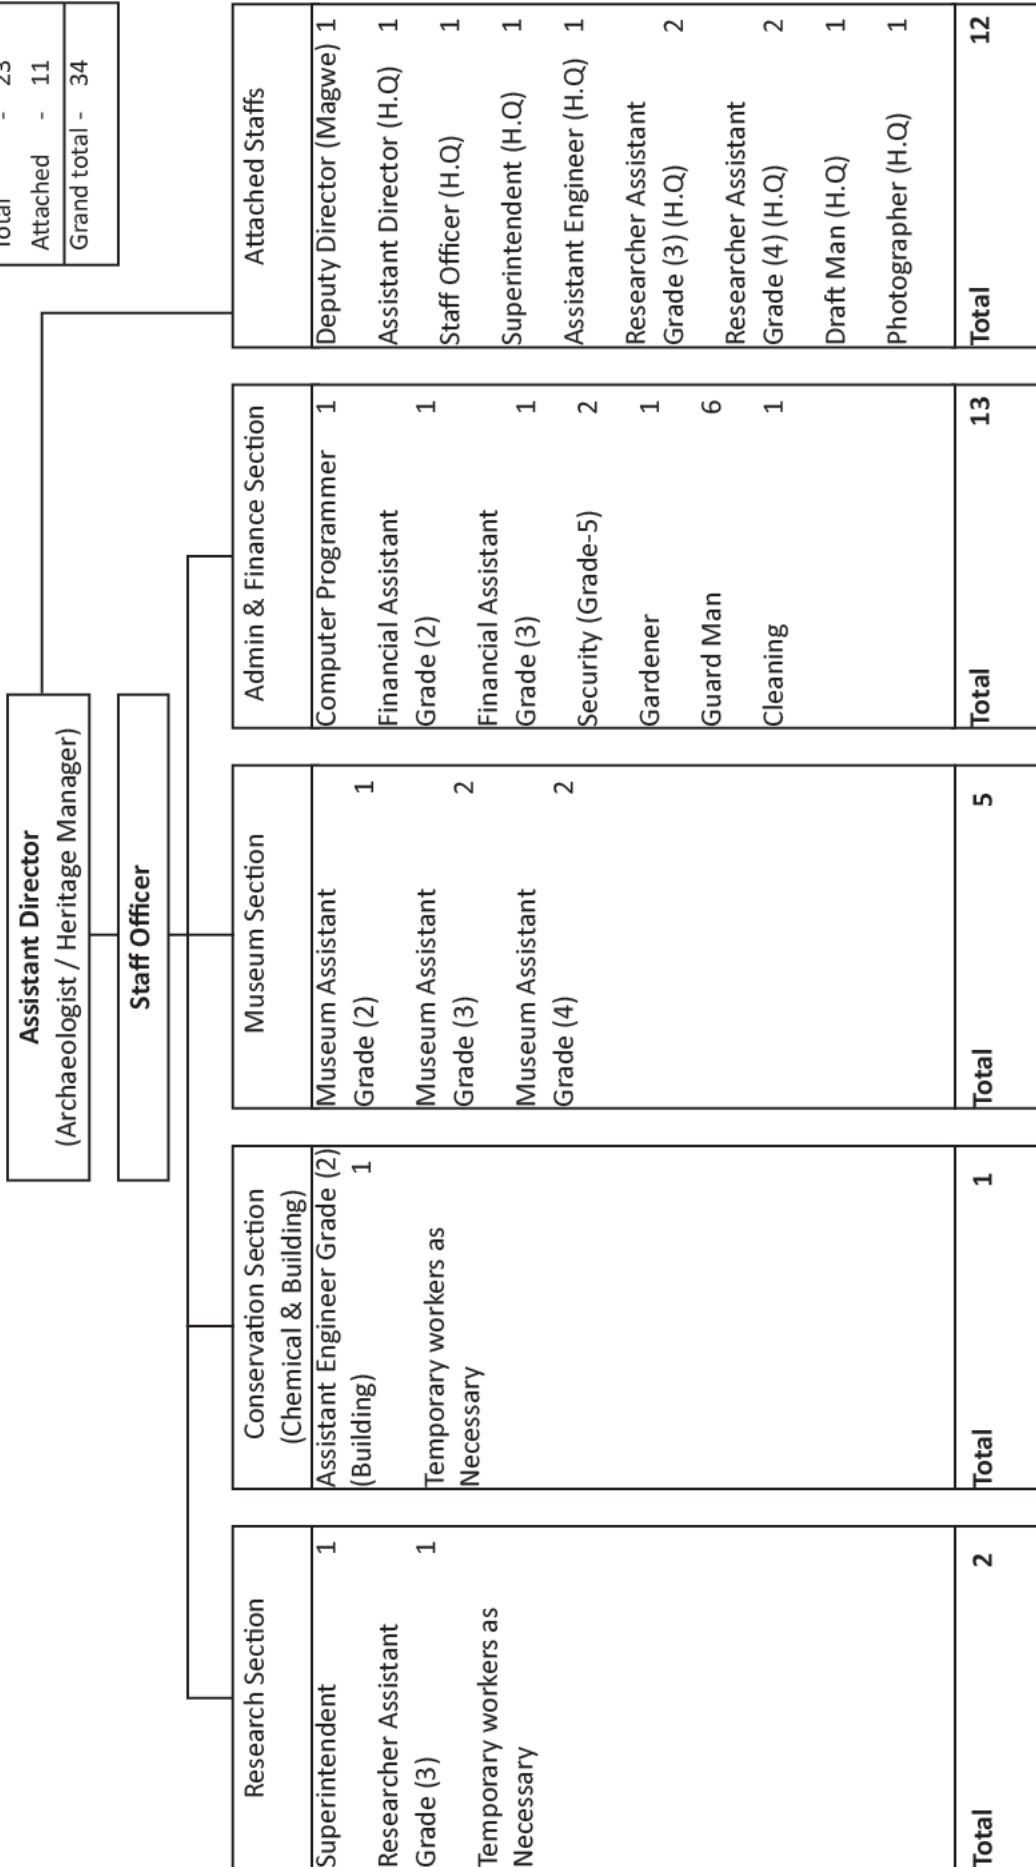 Total - 23
Attached - 11
Grand total - 34
Assistant Director
(Archaeologist / Heritage Manager)
Staff Officer
Research Section
Superintendent 1
Researcher Assistant
Grade (3) 1
Temporary workers as
Necessary
Total 2
Conservation Section
(Chemical & Building)
Assistant Engineer Grade (2)
(Building) 1
Temporary workers as
Necessary
Total 1
Museum Section
Museum Assistant
Grade (2) 1
Museum Assistant
Grade (3) 2
Museum Assistant
Grade (4) 2
Total 5
Admin & Finance Section
Computer Programmer 1
Financial Assistant
Grade (2) 1
Financial Assistant
Grade (3) 1
Security (Grade-5) 2
Gardener 1
Guard Man 6
Cleaning 1
Total 13
Attached Staffs
Deputy Director (Magwe) 1
Assistant Director (H.Q) 1
Staff Officer (H.Q) 1
Superintendent (H.Q) 1
Assistant Engineer (H.Q) 1
Researcher Assistant
Grade (3) (H.Q) 2
Researcher Assistant
Grade (4) (H.Q) 2
Draft Man (H.Q) 1
Photographer (H.Q) 1
Total 12